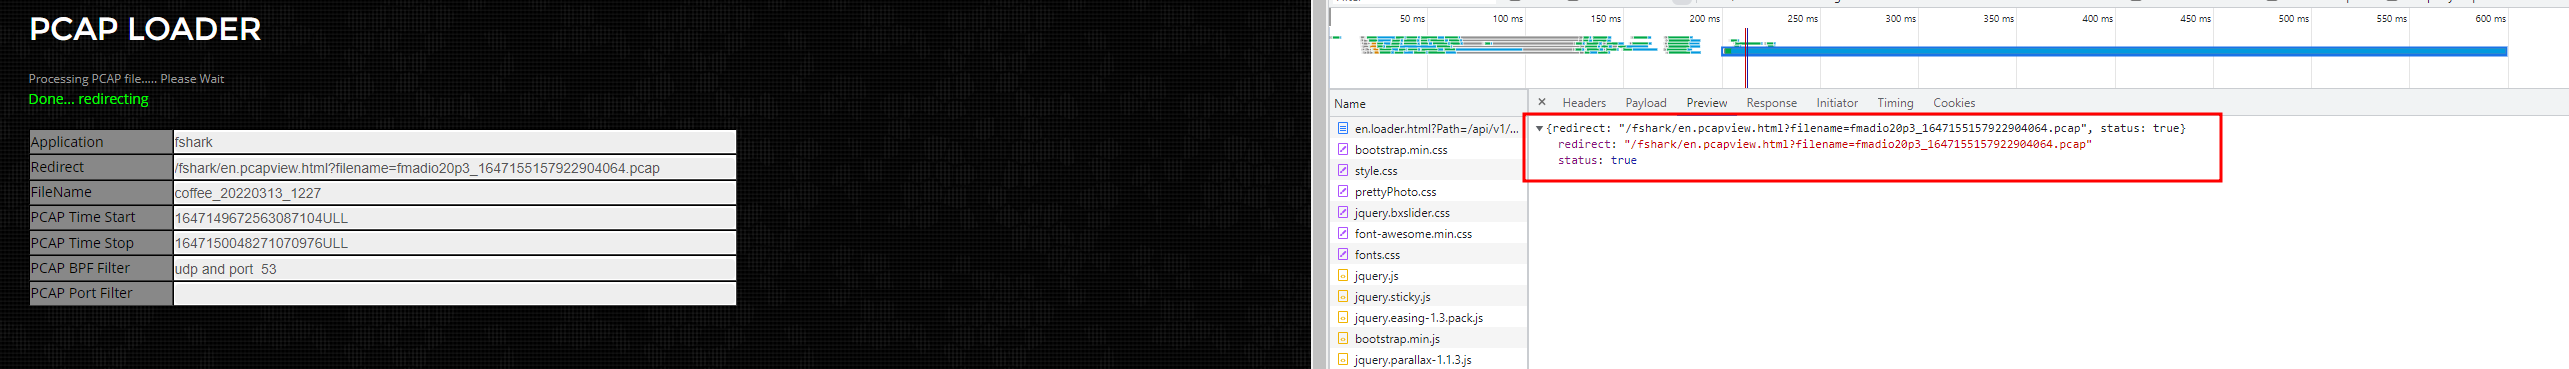 PCAP LOADER
Processing PCAP file..... Please Wait
Done... redirecting
Application fshark
Redirect /fshark/en.pcapview.html?filename=fmadio20p3_1647155157922904064.pcap
FileName coffee_20220313_1227
PCAP Time Start 1647149672563087104ULL
PCAP Time Stop 1647150048271070976ULL
PCAP BPF Filter udp and port  53
PCAP Port Filter
50 ms 100 ms 150 ms 200 ms 250 ms 300 ms 350 ms 400 ms 450 ms 500 ms 550 ms 600 ms
Name
× Headers Payload Preview Response Initiator Timing Cookies
en.loader.html?Path=/api/v1/...
bootstrap.min.css
style.css
prettyPhoto.css
jquery.bxslider.css
font-awesome.min.css
fonts.css
jquery.js
jquery.sticky.js
jquery.easing-1.3.pack.js
bootstrap.min.js
jquery.parallax-1.1.3.js
▼{redirect: "/fshark/en.pcapview.html?filename=fmadio20p3_1647155157922904064.pcap", status: true}
redirect: "/fshark/en.pcapview.html?filename=fmadio20p3_1647155157922904064.pcap"
status: true